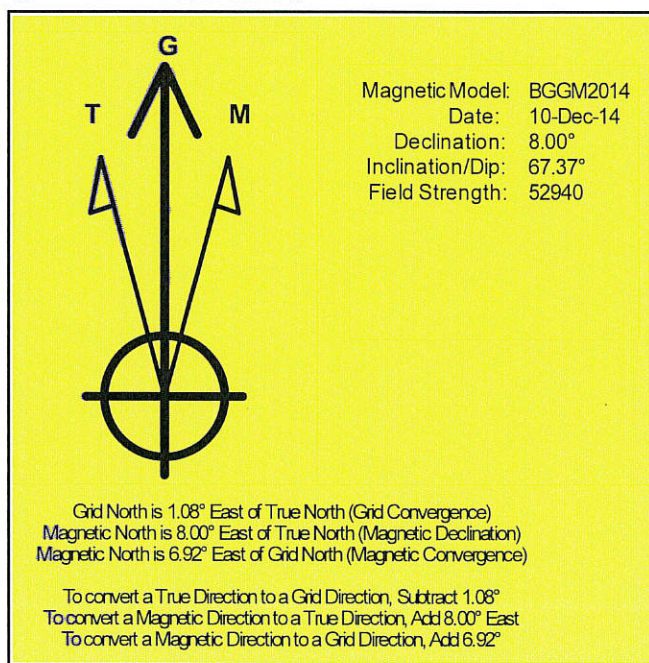 G
T
M
Magnetic Model: BGGM2014
Date: 10-Dec-14
Declination: 8.00°
Inclination/Dip: 67.37°
Field Strength: 52940
Grid North is 1.08° East of True North (Grid Convergence)
Magnetic North is 8.00° East of True North (Magnetic Declination)
Magnetic North is 6.92° East of Grid North (Magnetic Convergence)
To convert a True Direction to a Grid Direction, Subtract 1.08°
To convert a Magnetic Direction to a True Direction, Add 8.00° East
To convert a Magnetic Direction to a Grid Direction, Add 6.92°